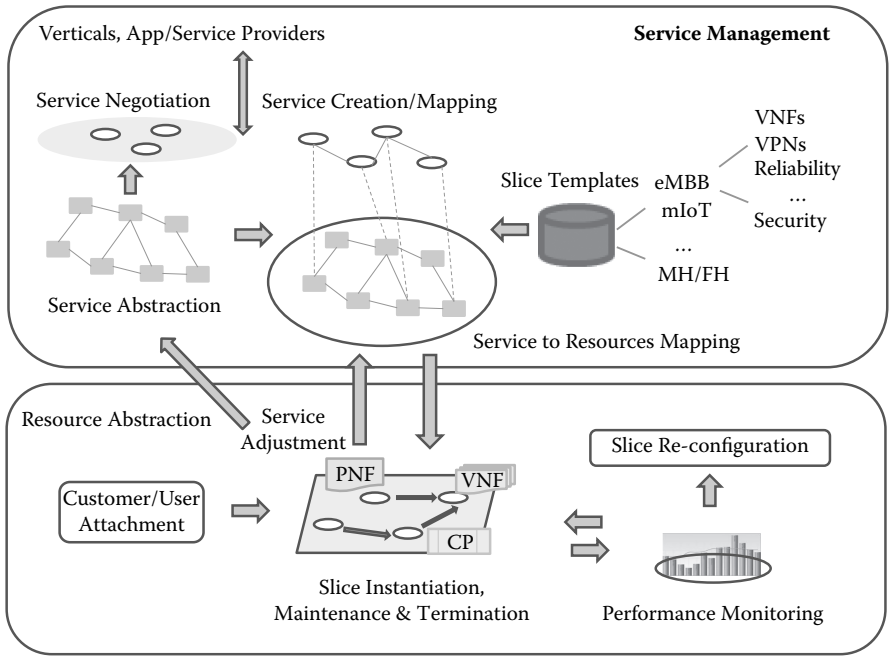 Verticals, App/Service Providers
Service Management
Service Negotiation
Service Creation/Mapping
VNFs
VPNs
Reliability
...
Security
Slice Templates
eMBB
mIoT
...
MH/FH
Service Abstraction
Service to Resources Mapping
Resource Abstraction
Service
Adjustment
Slice Re-configuration
PNF
VNF
Customer/User
Attachment
CP
Slice Instantiation,
Maintenance & Termination
Performance Monitoring